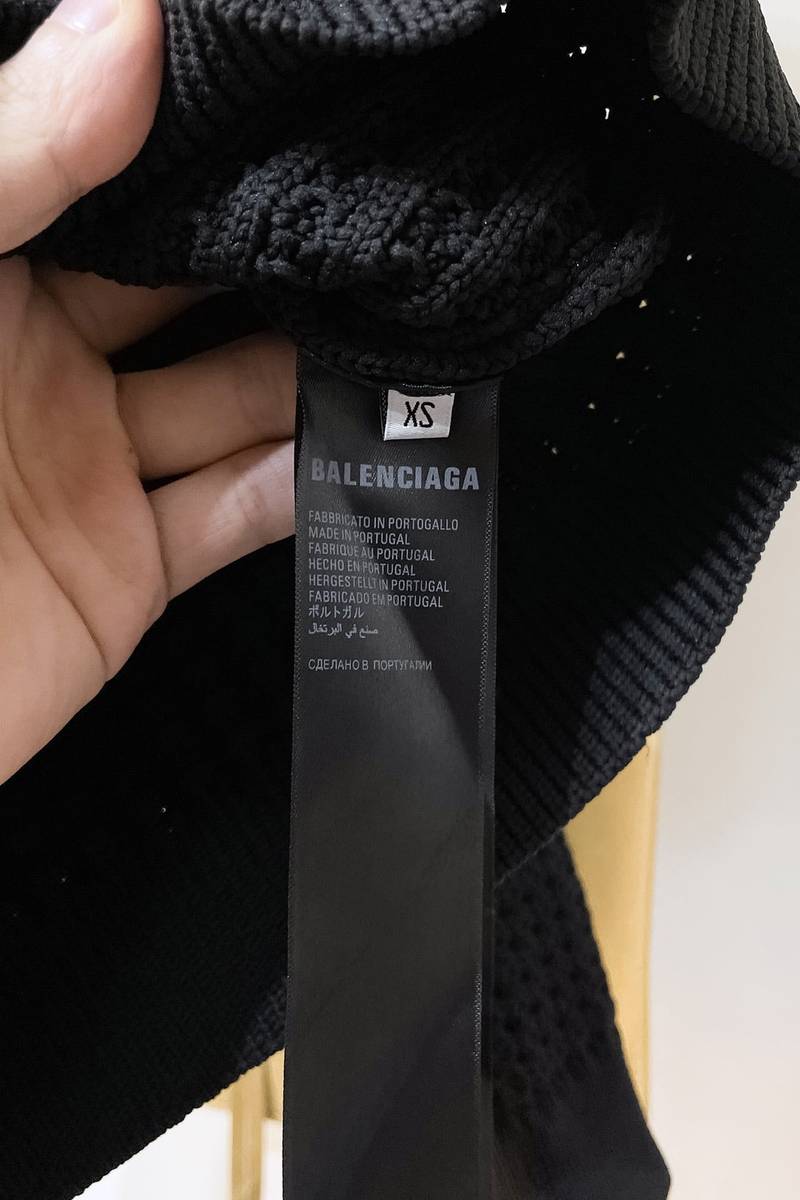 XS
BALENCIAGA
FABBRICATO IN PORTOGALLO
MADE IN PORTUGAL
FABRIQUE AU PORTUGAL
HECHO EN PORTUGAL
HERGESTELLT IN PORTUGAL
FABRICADO EM PORTUGAL
ポルトガル
صنع في البرتغال
СДЕЛАНО В ПОРТУГАЛИИ